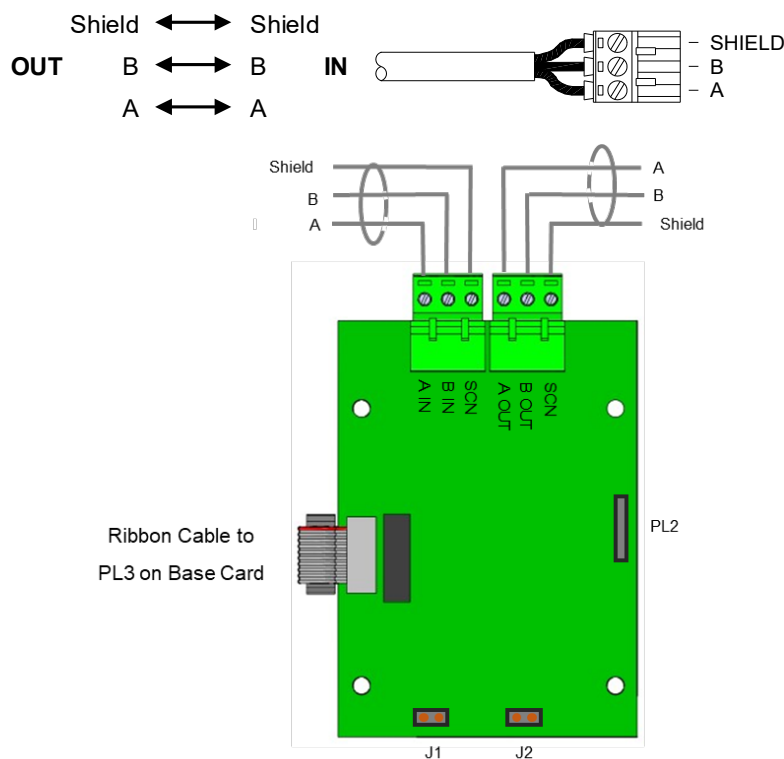 Shield Shield
OUT B B IN
A A
SHIELD
B
A
Shield
B
A
A
B
Shield
A IN
B IN
SCN
A OUT
B OUT
SCN
Ribbon Cable to
PL3 on Base Card
PL2
J1
J2